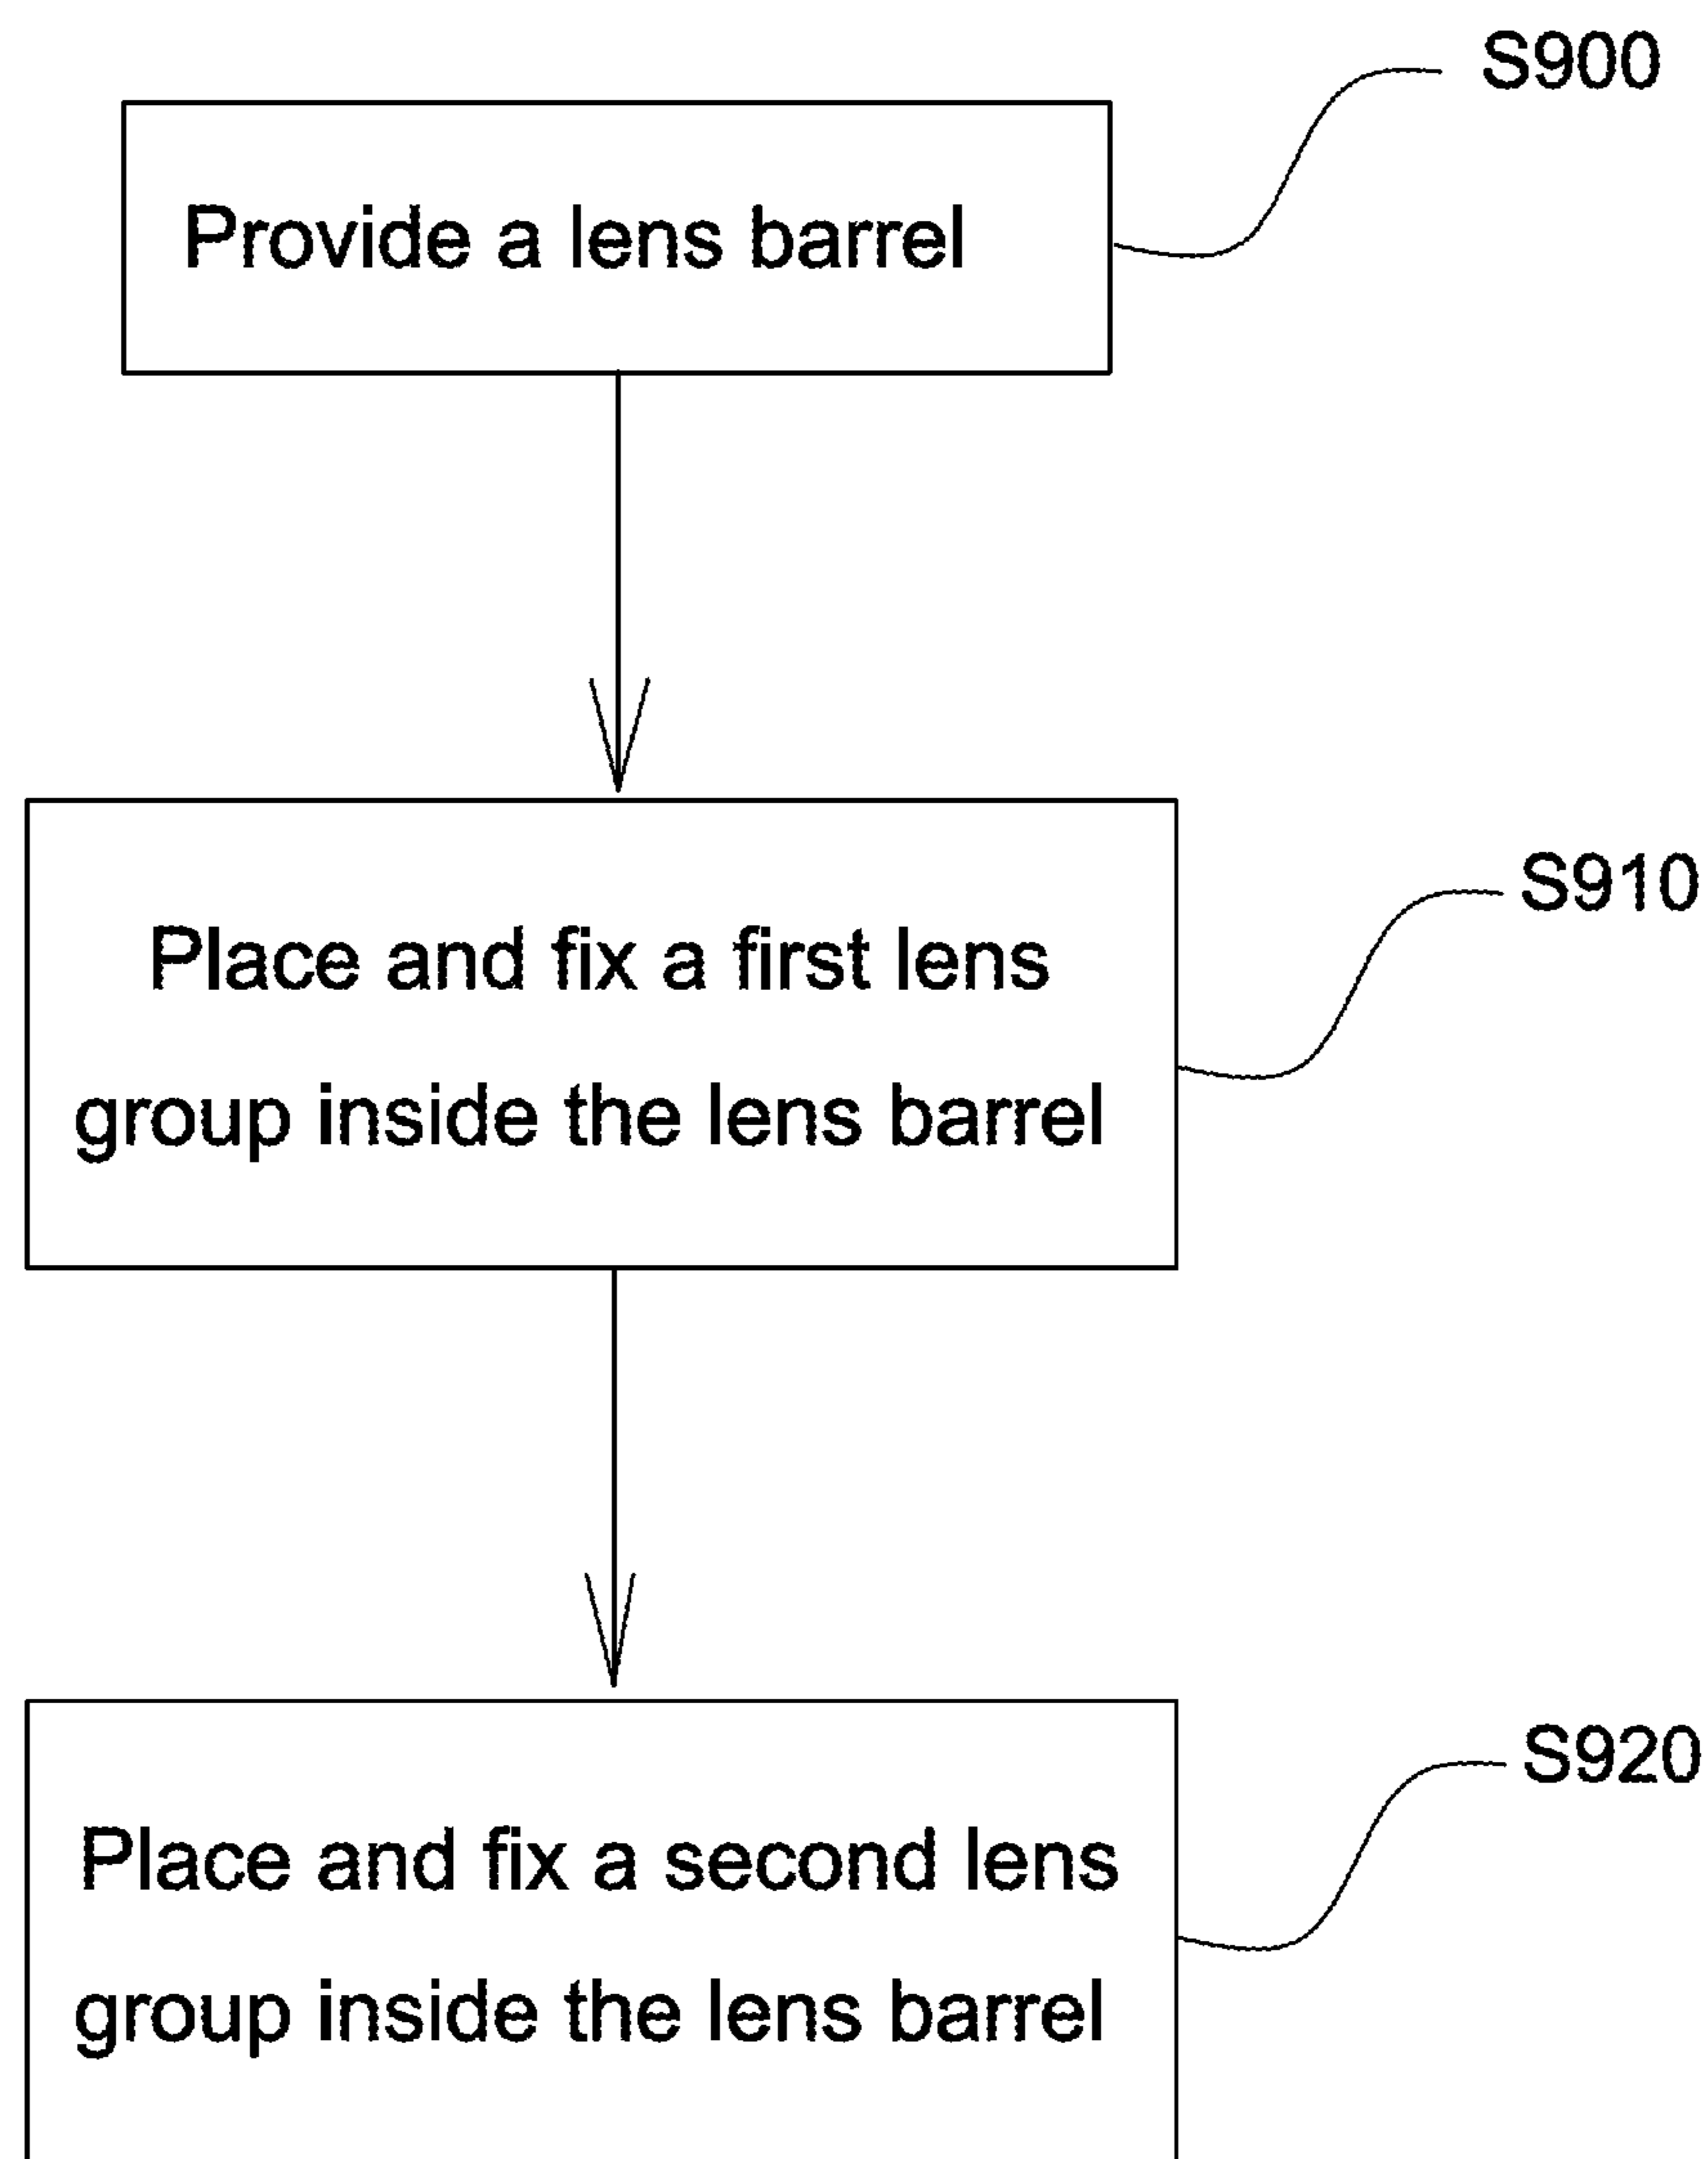 S900
Provide a lens barrel
S910
Place and fix a first lens
group inside the lens barrel
S920
Place and fix a second lens
group inside the lens barrel